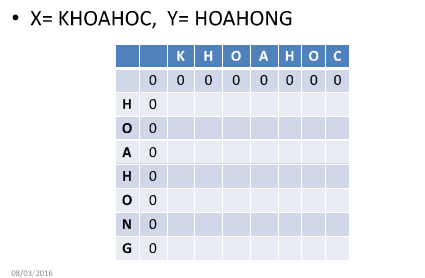 • X= KHOAHOC, Y= HOAHONG
K H O A H O C
0 0 0 0 0 0 0 0
H 0
O 0
A 0
H 0
O 0
N 0
G 0
08/03/2016